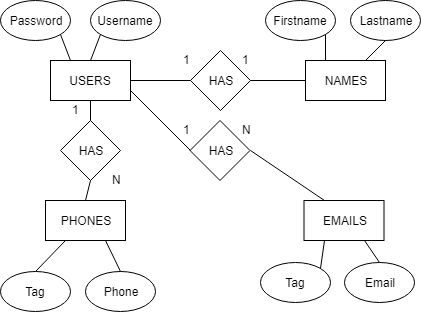 Password
Username
Firstname
Lastname
1
1
USERS
HAS
NAMES
1
1
N
HAS
HAS
N
PHONES
EMAILS
Tag
Phone
Tag
Email